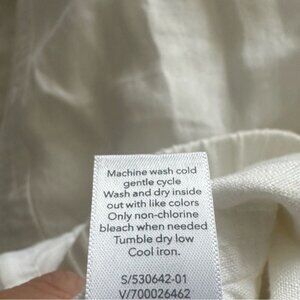 Machine wash cold
gentle cycle
Wash and dry inside
out with like colors
Only non-chlorine
bleach when needed
Tumble dry low
Cool iron.
S/530642-01
V/700026462